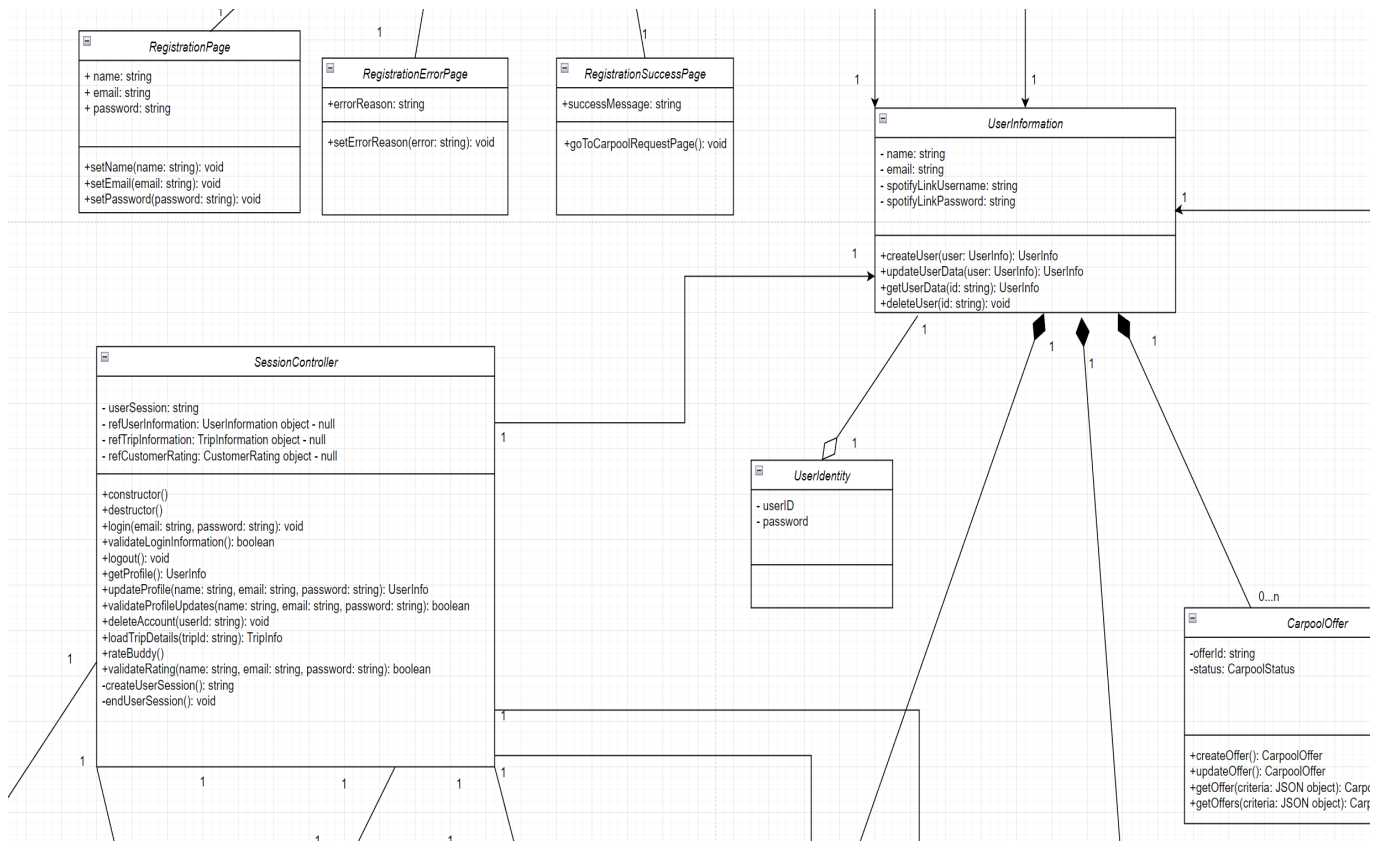 1
RegistrationPage
+ name: string
+ email: string
+ password: string
+setName(name: string): void
+setEmail(email: string): void
+setPassword(password: string): void
1
RegistrationErrorPage
+errorReason: string
+setErrorReason(error: string): void
1
RegistrationSuccessPage
+successMessage: string
+goToCarpoolRequestPage(): void
1
1
UserInformation
- name: string
- email: string
- spotifyLinkUsername: string
- spotifyLinkPassword: string
+createUser(user: UserInfo): UserInfo
+updateUserData(user: UserInfo): UserInfo
+getUserData(id: string): UserInfo
+deleteUser(id: string): void
1
1
1
1
1
1
SessionController
- userSession: string
- refUserInformation: UserInformation object - null
- refTripInformation: TripInformation object - null
- refCustomerRating: CustomerRating object - null
+constructor()
+destructor()
+login(email: string, password: string): void
+validateLoginInformation(): boolean
+logout(): void
+getProfile(): UserInfo
+updateProfile(name: string, email: string, password: string): UserInfo
+validateProfileUpdates(name: string, email: string, password: string): boolean
+deleteAccount(userId: string): void
+loadTripDetails(tripId: string): TripInfo
+rateBuddy()
+validateRating(name: string, email: string, password: string): boolean
-createUserSession(): string
-endUserSession(): void
1
1
1
1
1
1
1
1
1
1
1
UserIdentity
- userID
- password
0...n
CarpoolOffer
-offerId: string
-status: CarpoolStatus
+createOffer(): CarpoolOffer
+updateOffer(): CarpoolOffer
+getOffer(criteria: JSON object): Carpo
+getOffers(criteria: JSON object): Carp